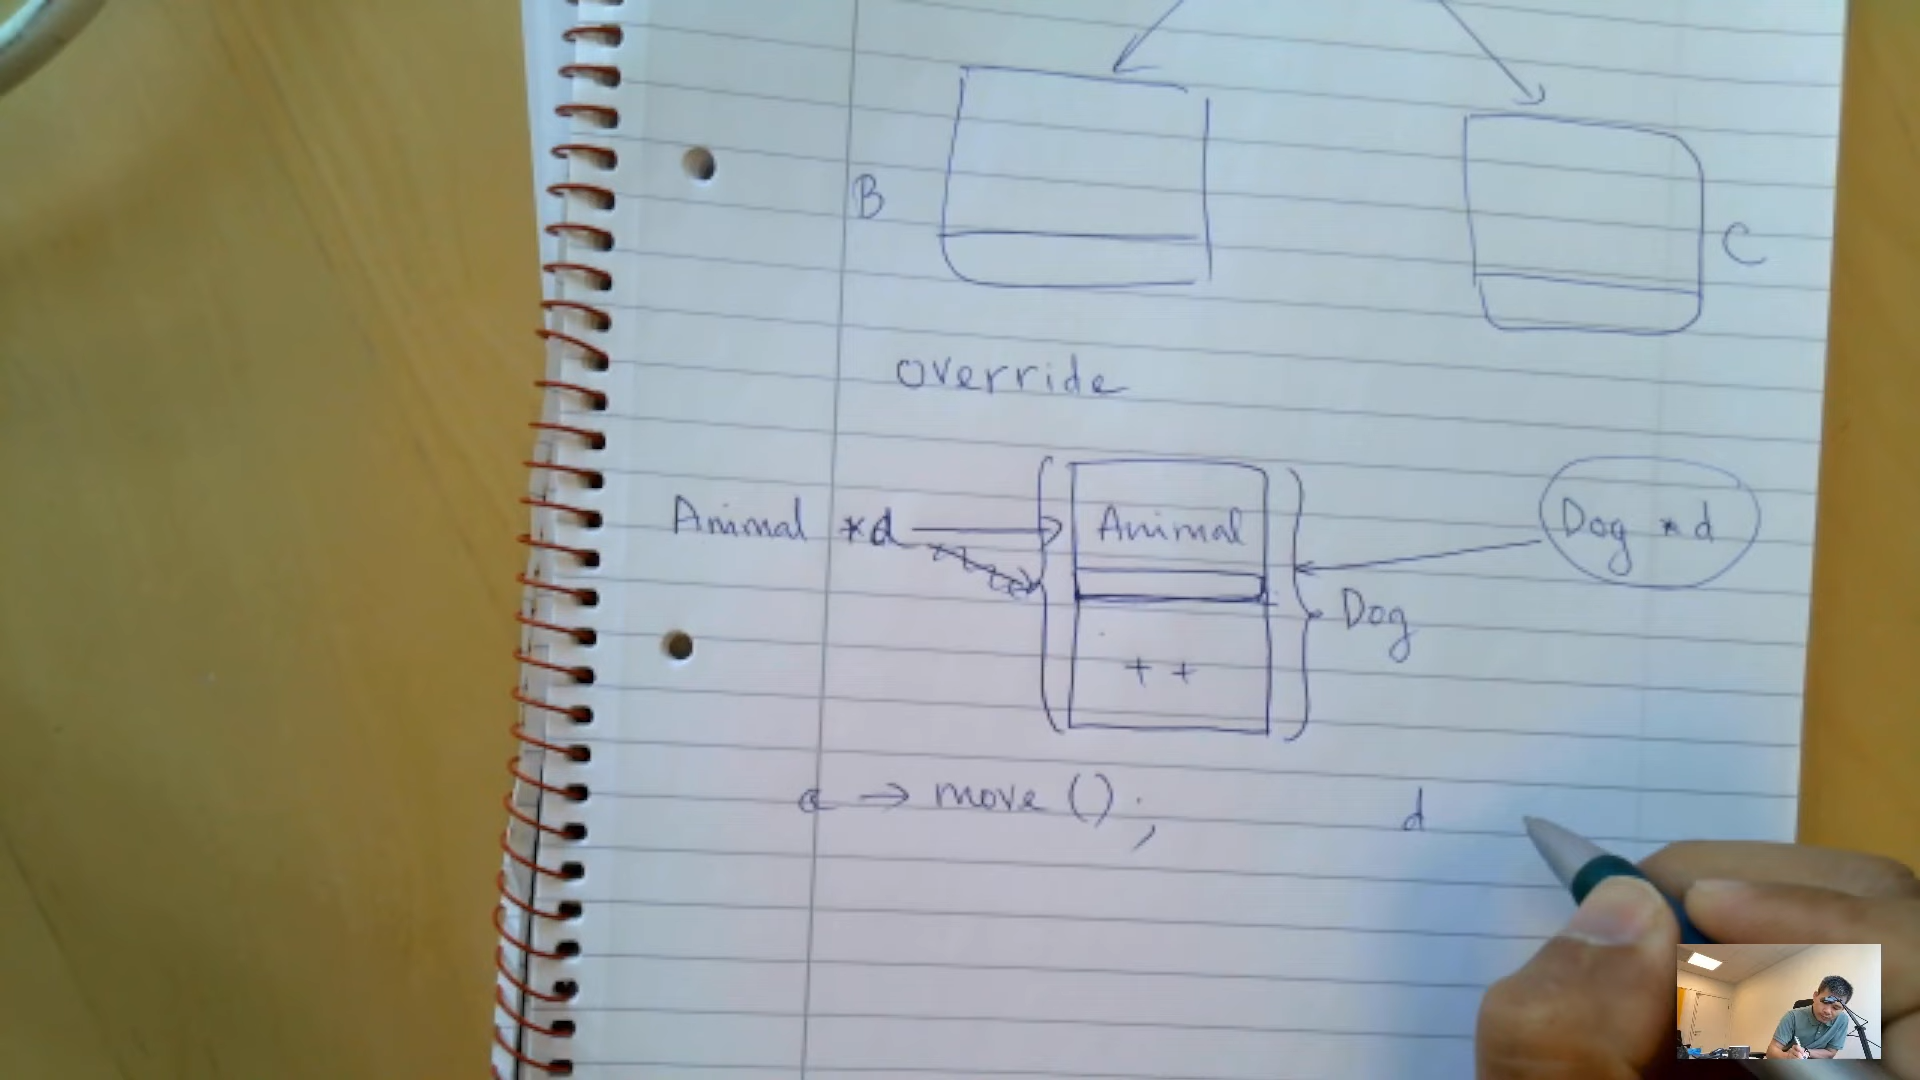 B
C
override
Animal *d
Animal
Dog * d
Dog
+ +
a → move ();
d